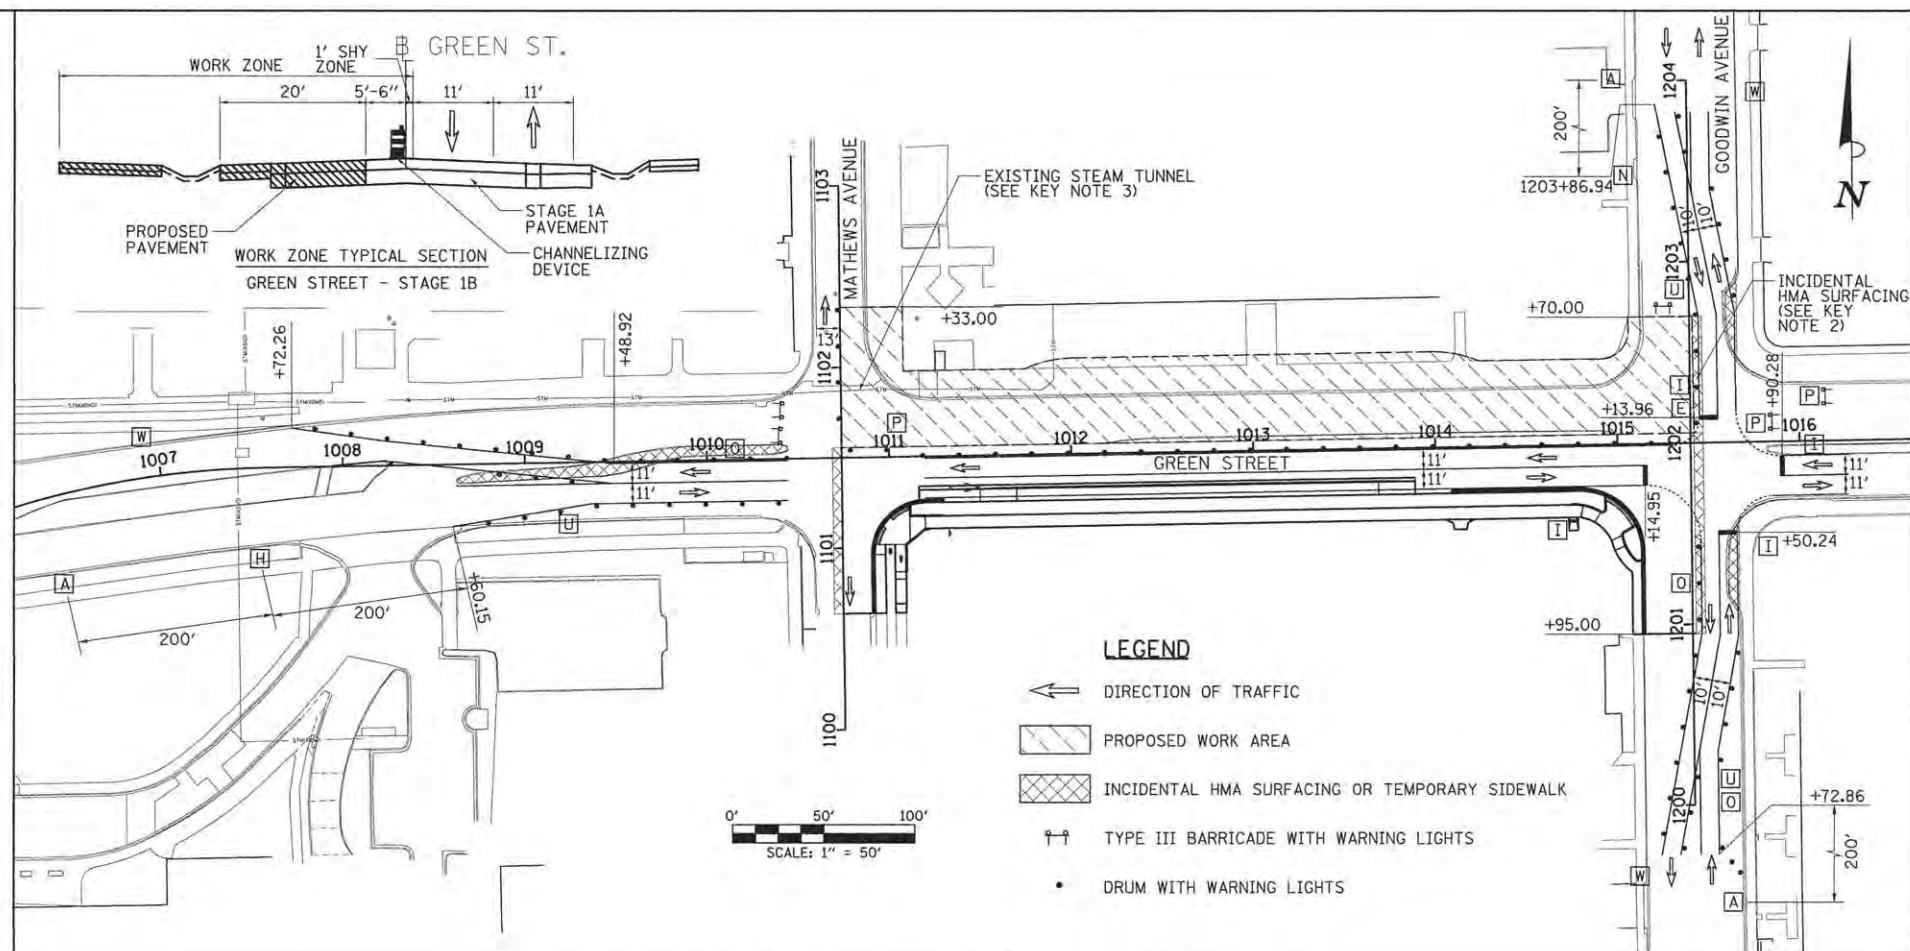 GREEN ST.
1' SHY
ZONE
WORK ZONE
20'
5'-6"
11'
11'
PROPOSED
PAVEMENT
STAGE 1A
PAVEMENT
CHANNELIZING
DEVICE
WORK ZONE TYPICAL SECTION
GREEN STREET - STAGE 1B
EXISTING STEAM TUNNEL
(SEE KEY NOTE 3)
MATHEWS AVENUE
1103
1102
1101
1100
13'
+33.00
GOODWIN AVENUE
1204
1203
1202
1201
1200
A
200'
N
1203+86.94
W
N
10'
10'
U
+70.00
INCIDENTAL
HMA SURFACING
(SEE KEY
NOTE 2)
+90.28
I
E
+13.96
P
P
I
+72.26
+48.92
W
1007
1008
1009
1010
O
P
1011
1012
1013
1014
1015
1016
GREEN STREET
11'
11'
11'
11'
11'
U
+14.95
I
I
+50.24
O
A
H
200'
200'
+60.15
+95.00
10'
10'
U
O
+72.86
200'
W
A
LEGEND
DIRECTION OF TRAFFIC
PROPOSED WORK AREA
INCIDENTAL HMA SURFACING OR TEMPORARY SIDEWALK
TYPE III BARRICADE WITH WARNING LIGHTS
DRUM WITH WARNING LIGHTS
0'
50'
100'
SCALE: 1" = 50'